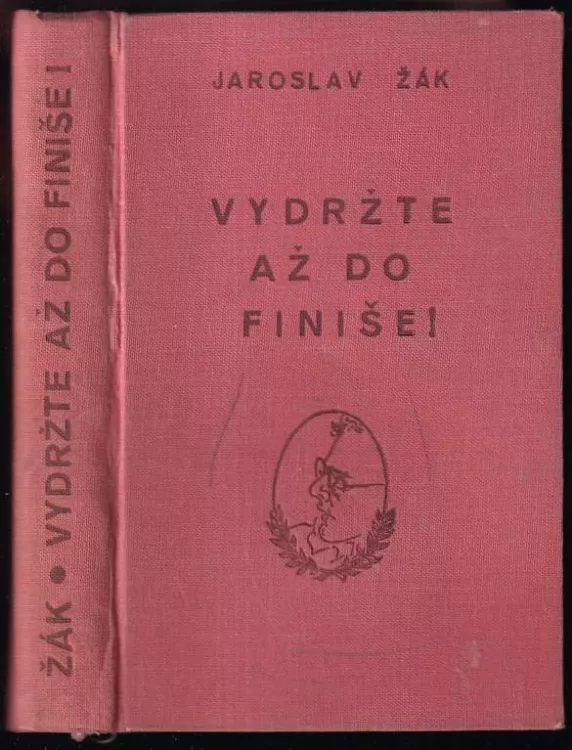 ŽÁK • VYDRŽTE AŽ DO FINIŠE!
JAROSLAV ŽÁK
VYDRŽTE
AŽ DO
FINIŠE!